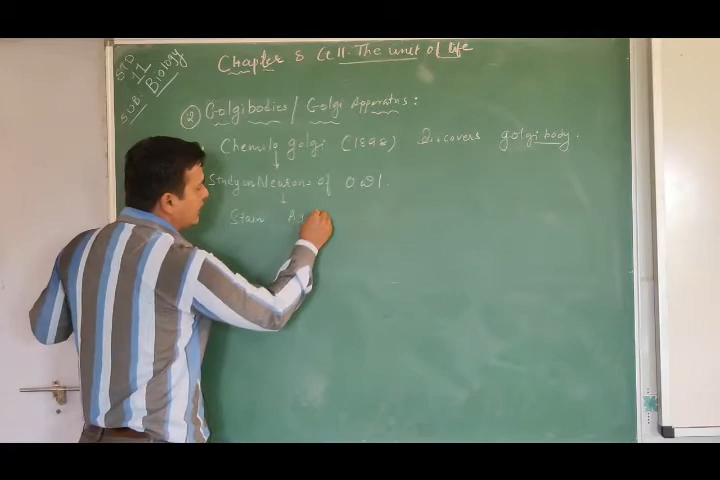 STD
11
SUB: Biology
Chapter 8 Cell. The unit of life
② Golgibodies / Golgi Apparatus :
Chemilo golgi (1898) Discovers golgi body.
Study on Neurons of owl.
Stain